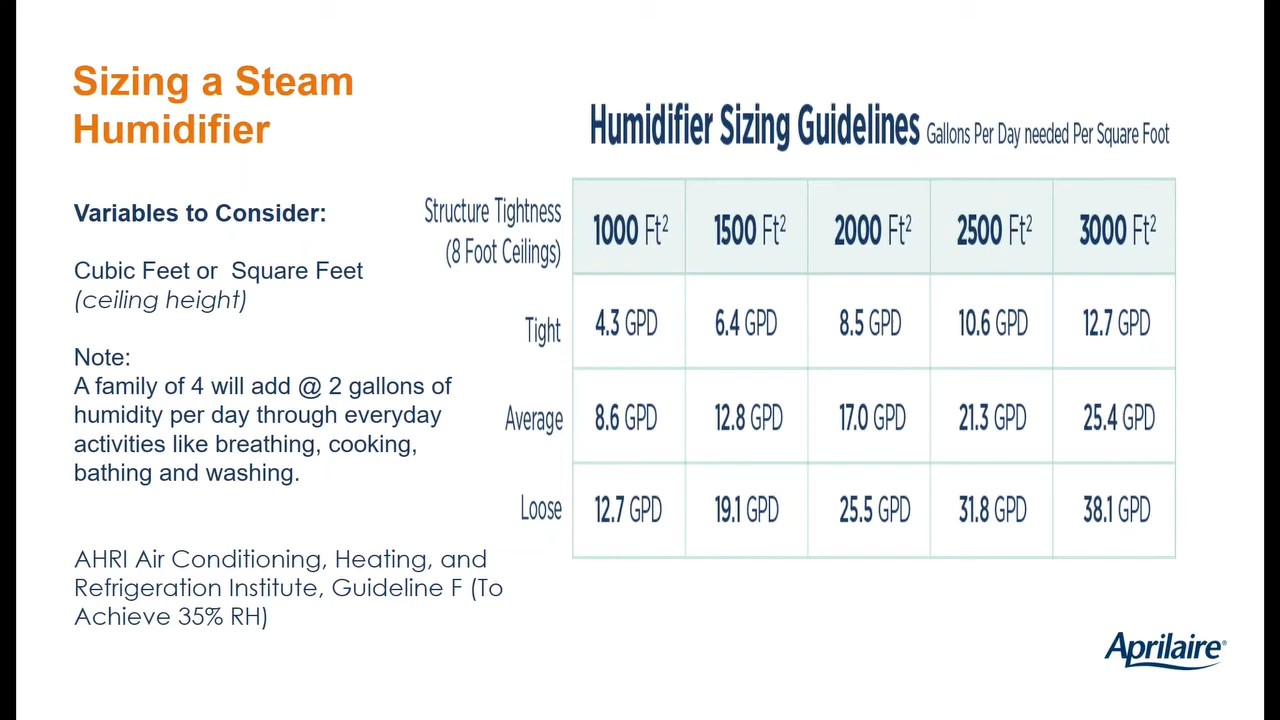 Sizing a Steam
Humidifier
Variables to Consider:
Cubic Feet or  Square Feet
(ceiling height)
Note:
A family of 4 will add @ 2 gallons of
humidity per day through everyday
activities like breathing, cooking,
bathing and washing.
AHRI Air Conditioning, Heating, and
Refrigeration Institute, Guideline F (To
Achieve 35% RH)
Humidifier Sizing Guidelines Gallons Per Day needed Per Square Foot
Structure Tightness
(8 Foot Ceilings)
1000 Ft² 1500 Ft² 2000 Ft² 2500 Ft² 3000 Ft²
Tight 4.3 GPD 6.4 GPD 8.5 GPD 10.6 GPD 12.7 GPD
Average 8.6 GPD 12.8 GPD 17.0 GPD 21.3 GPD 25.4 GPD
Loose 12.7 GPD 19.1 GPD 25.5 GPD 31.8 GPD 38.1 GPD
Aprilaire®